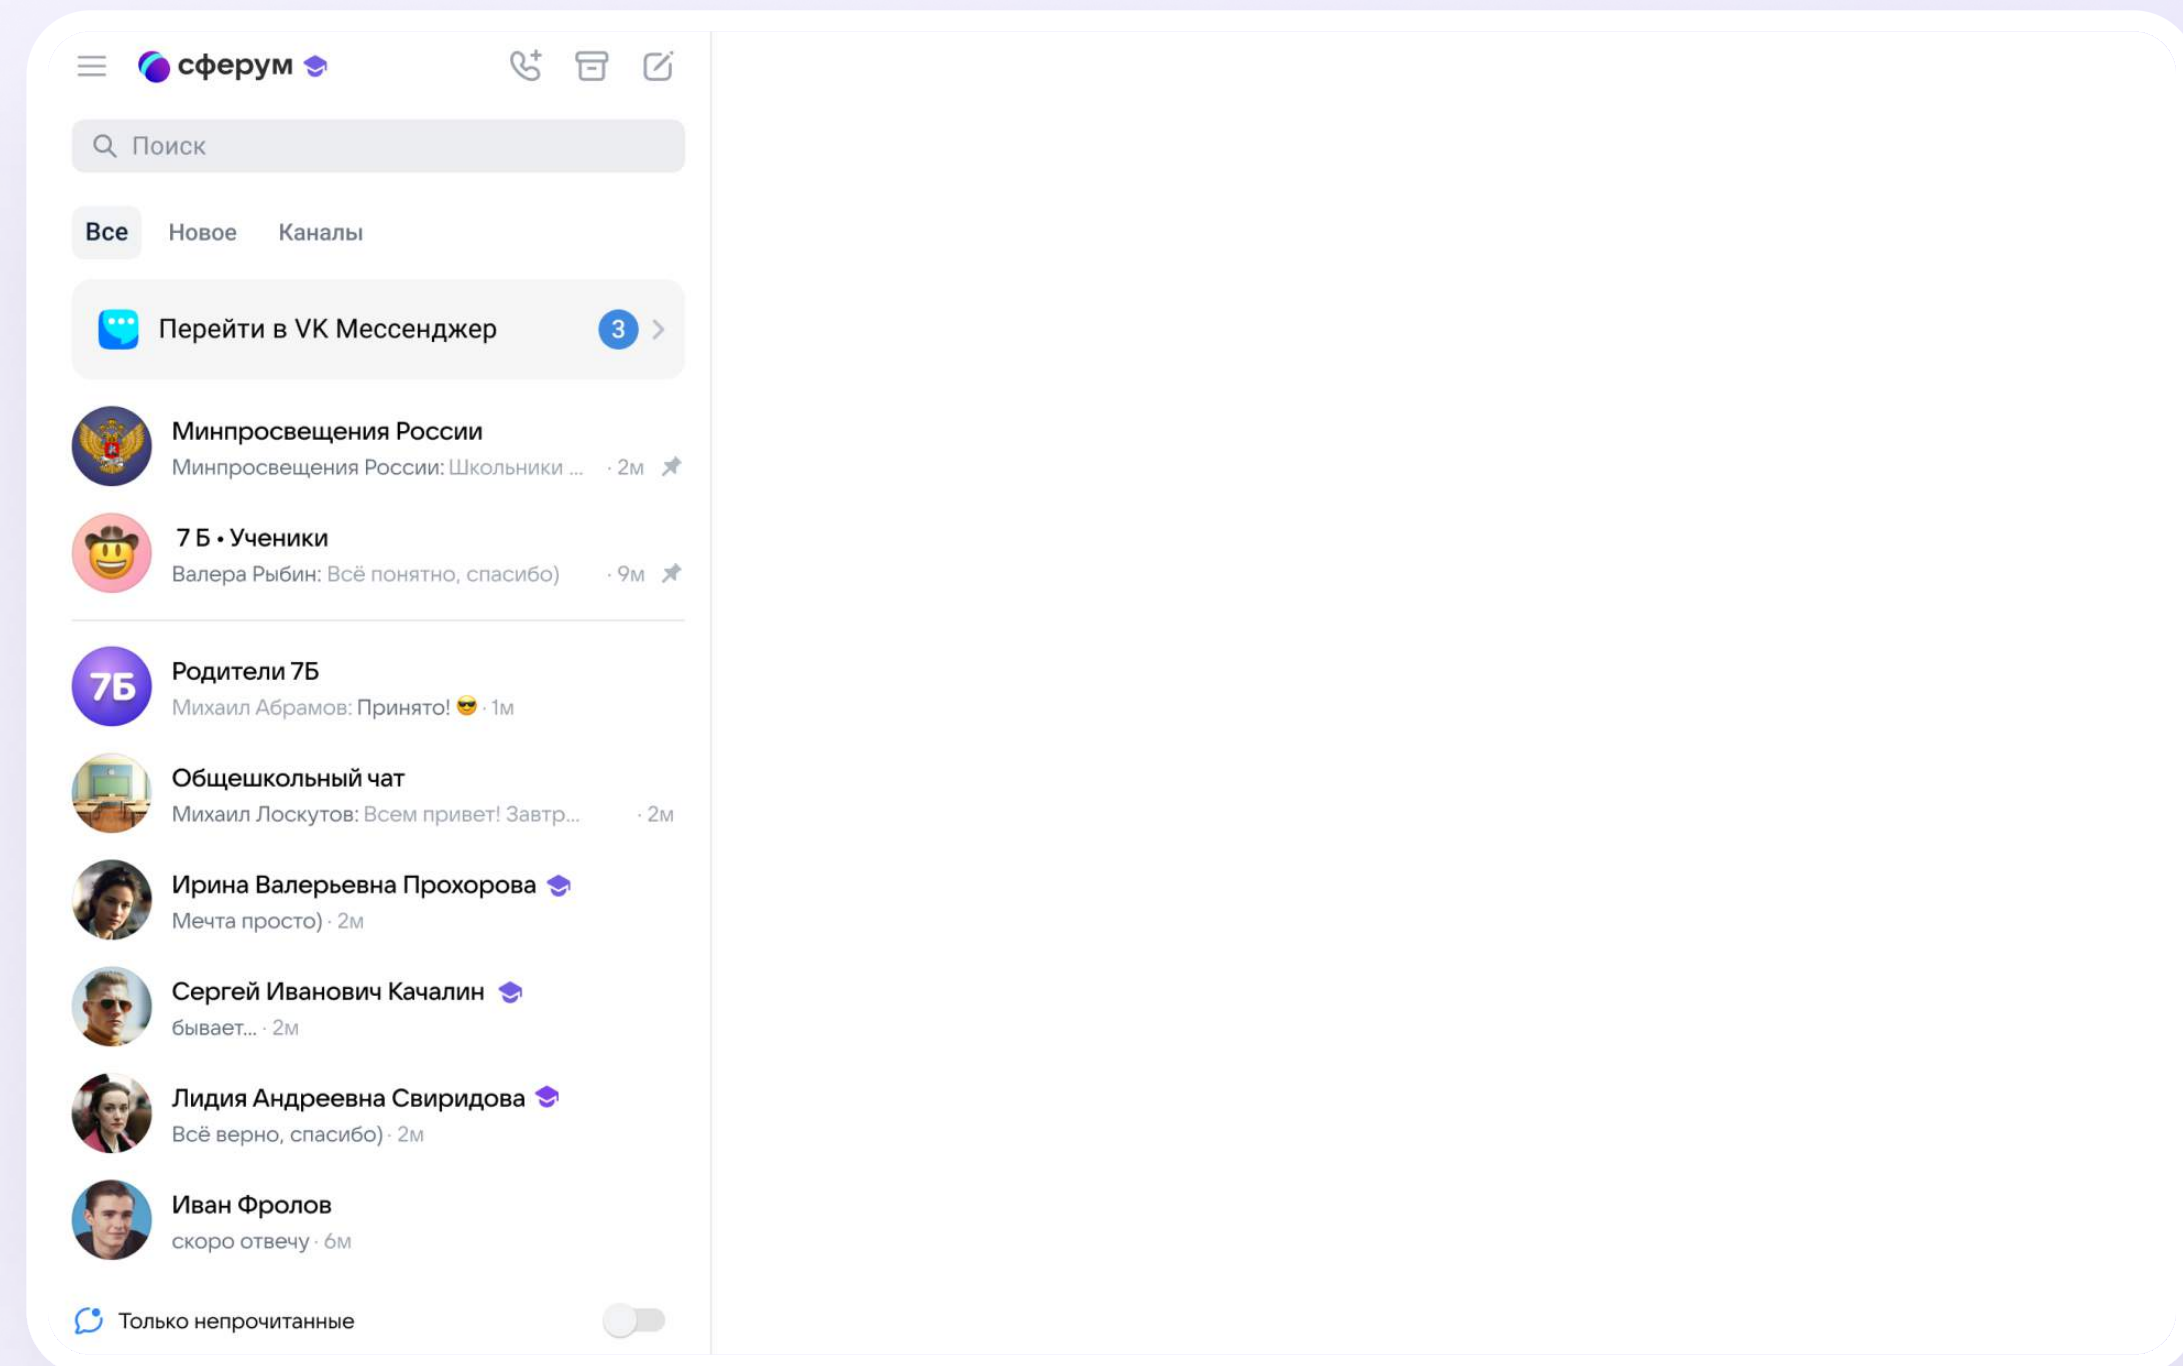 сферум
Поиск
Все Новое Каналы
Перейти в VK Мессенджер 3
Минпросвещения России
Минпросвещения России: Школьники ... · 2м
7 Б • Ученики
Валера Рыбин: Всё понятно, спасибо) · 9м
7Б
Родители 7Б
Михаил Абрамов: Принято! 😎 · 1м
Общешкольный чат
Михаил Лоскутов: Всем привет! Завтр... · 2м
Ирина Валерьевна Прохорова
Мечта просто) · 2м
Сергей Иванович Качалин
бывает... · 2м
Лидия Андреевна Свиридова
Всё верно, спасибо) · 2м
Иван Фролов
скоро отвечу · 6м
Только непрочитанные